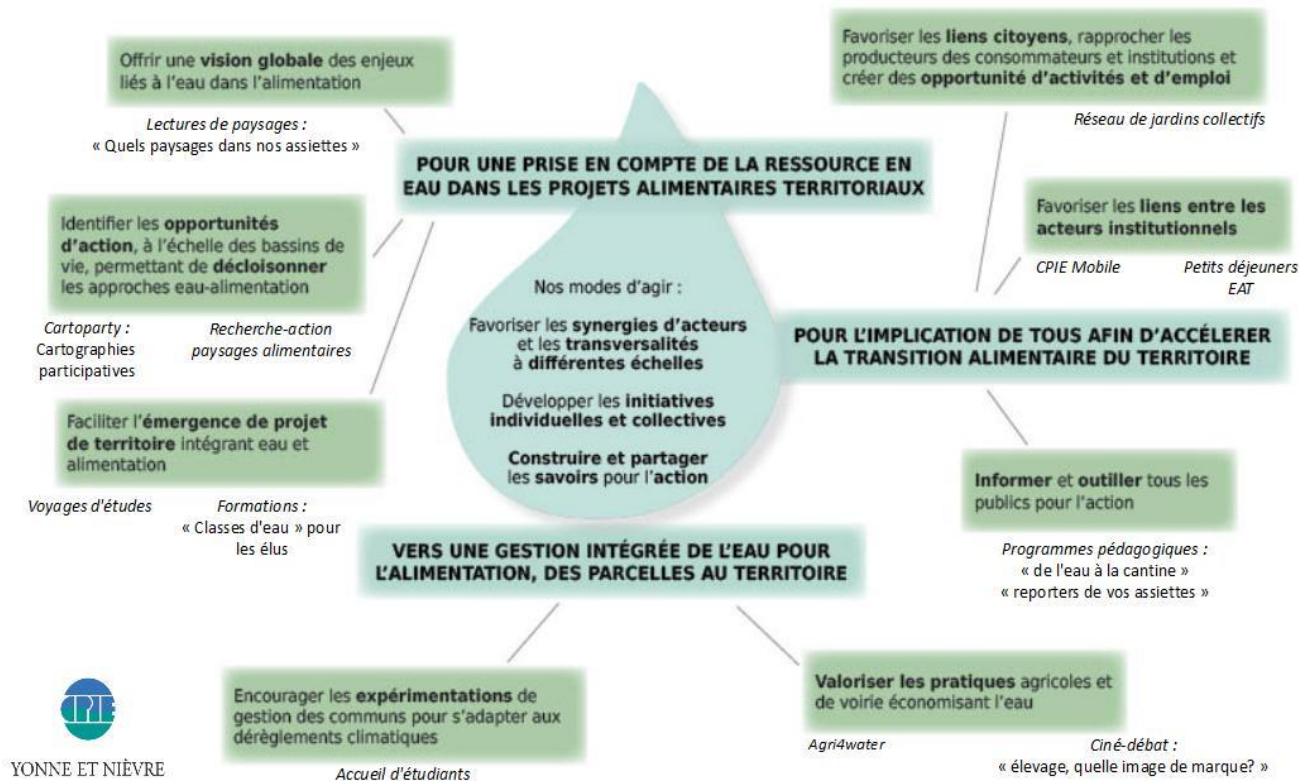 Offrir une vision globale des enjeux
liés à l'eau dans l'alimentation
Lectures de paysages :
« Quels paysages dans nos assiettes »
Favoriser les liens citoyens, rapprocher les
producteurs des consommateurs et institutions et
créer des opportunité d'activités et d'emploi
Réseau de jardins collectifs
POUR UNE PRISE EN COMPTE DE LA RESSOURCE EN
EAU DANS LES PROJETS ALIMENTAIRES TERRITORIAUX
Identifier les opportunités
d'action, à l'échelle des bassins de
vie, permettant de décloisonner
les approches eau-alimentation
Cartoparty :
Cartographies
participatives
Recherche-action
paysages alimentaires
Favoriser les liens entre les
acteurs institutionnels
CPIE Mobile
Petits déjeuners
EAT
Nos modes d'agir :
Favoriser les synergies d'acteurs
et les transversalités
à différentes échelles
Développer les initiatives
individuelles et collectives
Construire et partager
les savoirs pour l'action
POUR L'IMPLICATION DE TOUS AFIN D'ACCÉLERER
LA TRANSITION ALIMENTAIRE DU TERRITOIRE
Faciliter l'émergence de projet
de territoire intégrant eau et
alimentation
Voyages d'études
Formations :
« Classes d'eau » pour
les élus
Informer et outiller tous les
publics pour l'action
Programmes pédagogiques :
« de l'eau à la cantine »
« reporters de vos assiettes »
VERS UNE GESTION INTÉGRÉE DE L'EAU POUR
L'ALIMENTATION, DES PARCELLES AU TERRITOIRE
Encourager les expérimentations de
gestion des communs pour s'adapter aux
dérèglements climatiques
Accueil d'étudiants
Valoriser les pratiques agricoles et
de voirie économisant l'eau
Agri4water
Ciné-débat :
« élevage, quelle image de marque? »
CPIE
YONNE ET NIÈVRE